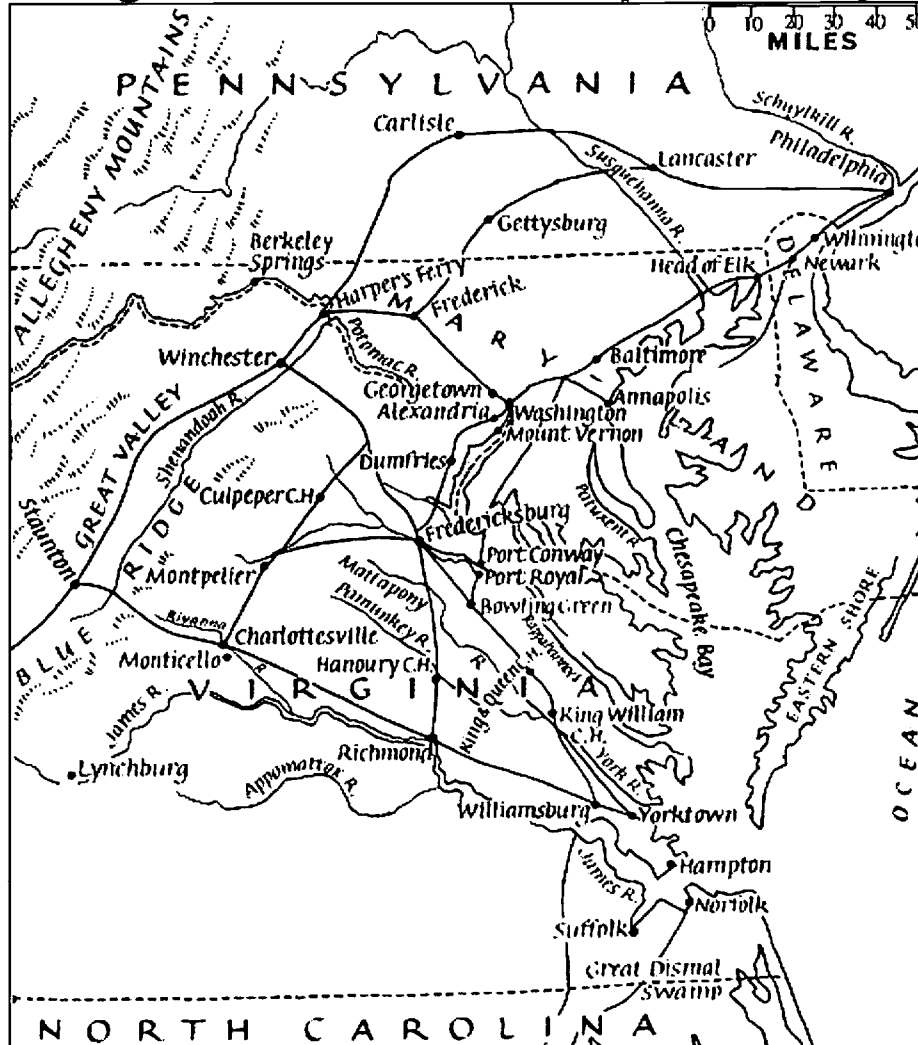 0 10 20 30 40 50
MILES
PENNSYLVANIA
ALLEGHENY MOUNTAINS
Carlisle
Schuylkill R.
Philadelphia
Lancaster
Susquehanna R.
Gettysburg
Wilmington
Berkeley
Springs
Newark
Head of Elk
DELAWARE
Harper's Ferry
Frederick
MARYLAND
Potomac R.
Winchester
Baltimore
Georgetown
Annapolis
Alexandria
Washington
Mount Vernon
GREAT VALLEY
Shenandoah R.
Dumfries
Culpeper C.H
Patuxent R.
Staunton
BLUE RIDGE
Fredericksburg
Chesapeake Bay
Port Conway
Montpelier
Port Royal
Mattapony
R.
Bowling Green
Pamunkey R.
Rivanna
R.
Charlottesville
Rappahannock
EASTERN SHORE
Monticello
Hanoury C.H.
King & Queen C.H.
VIRGINIA
James R.
King William
C.H.
York R.
Richmond
OCEAN
Lynchburg
Appomattox R.
Williamsburg
Yorktown
Hampton
James R.
Norfolk
Suffolk
Great Dismal
Swamp
NORTH CAROLINA